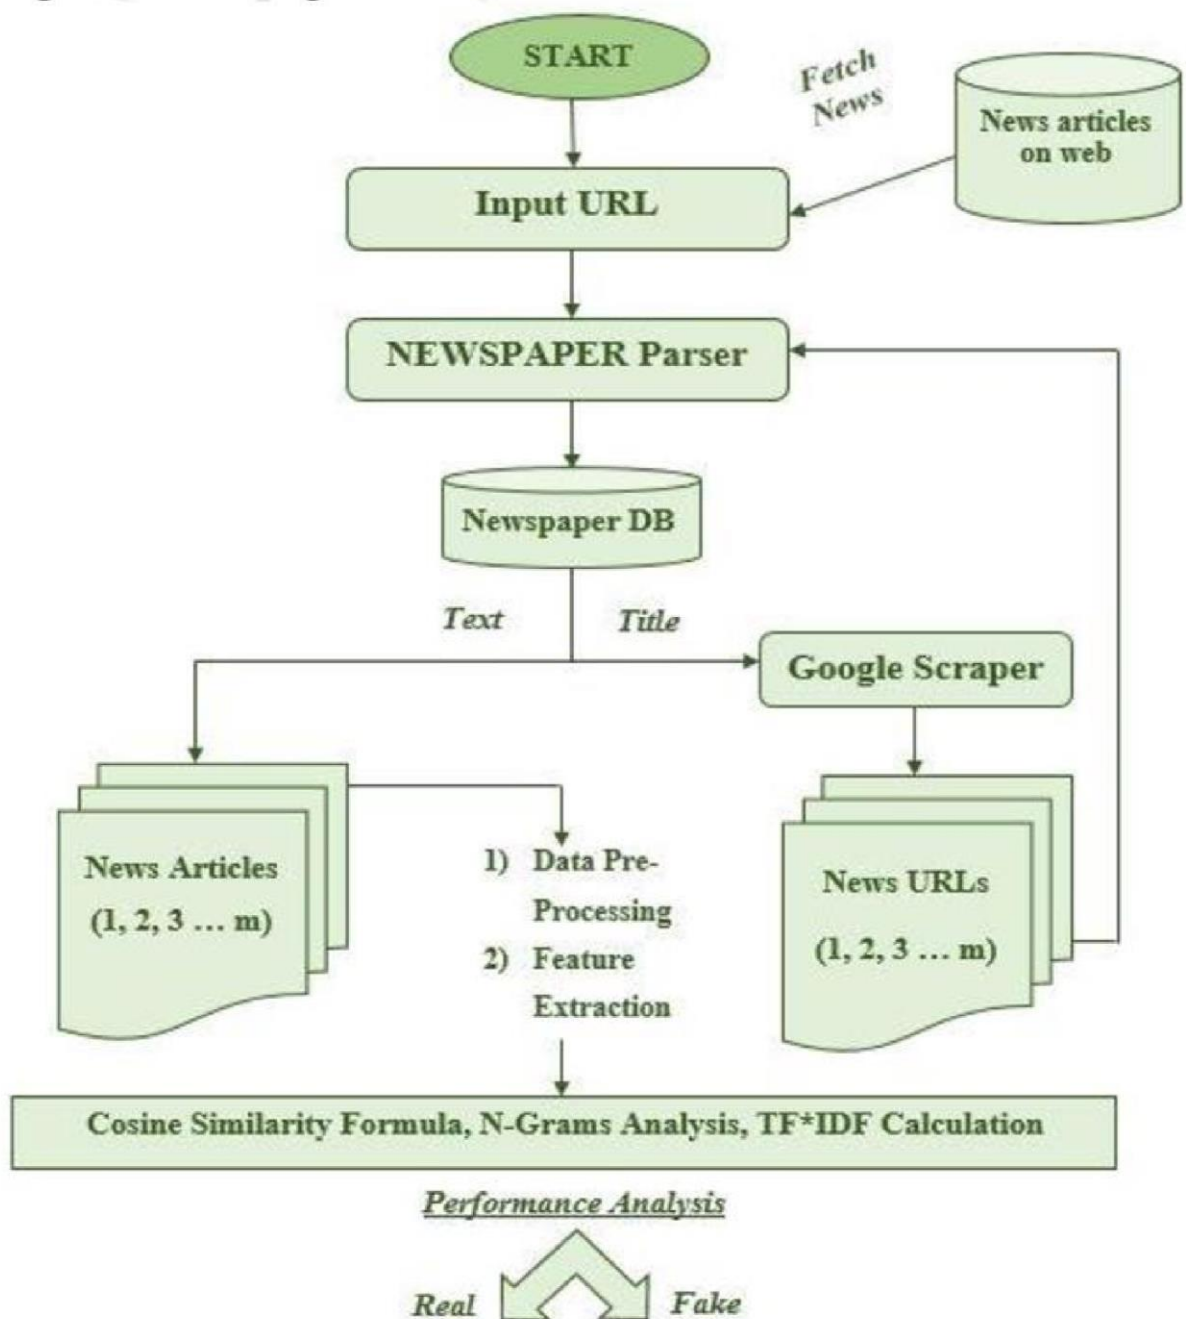 START
Fetch
News
News articles
on web
Input URL
NEWSPAPER Parser
Newspaper DB
Text
Title
Google Scraper
News Articles
(1, 2, 3 ... m)
1) Data Pre-
Processing
2) Feature
Extraction
News URLs
(1, 2, 3 ... m)
Cosine Similarity Formula, N-Grams Analysis, TF*IDF Calculation
Performance Analysis
Real
Fake